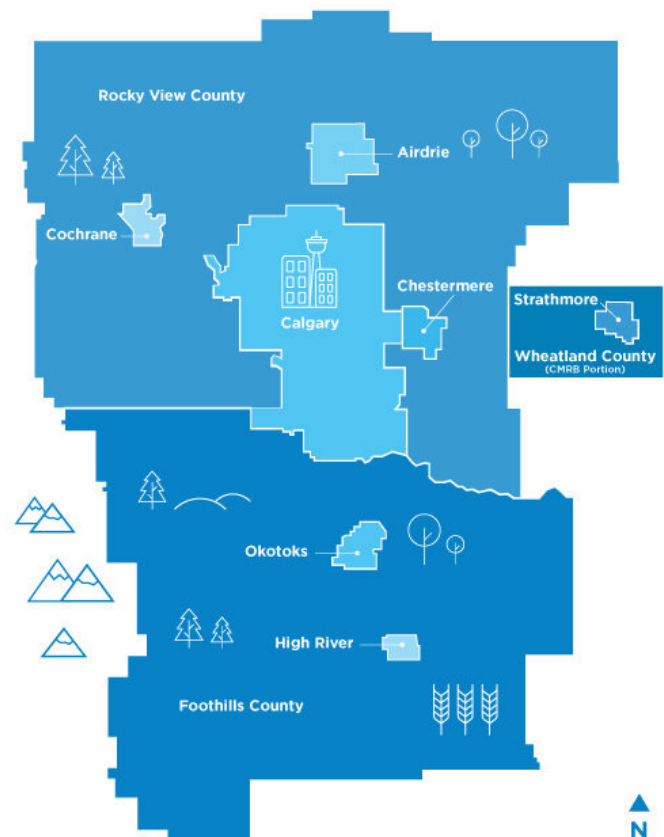 Rocky View County
Airdrie
Cochrane
Chestermere
Calgary
Strathmore
Wheatland County
(CMRB Portion)
Okotoks
High River
Foothills County
N